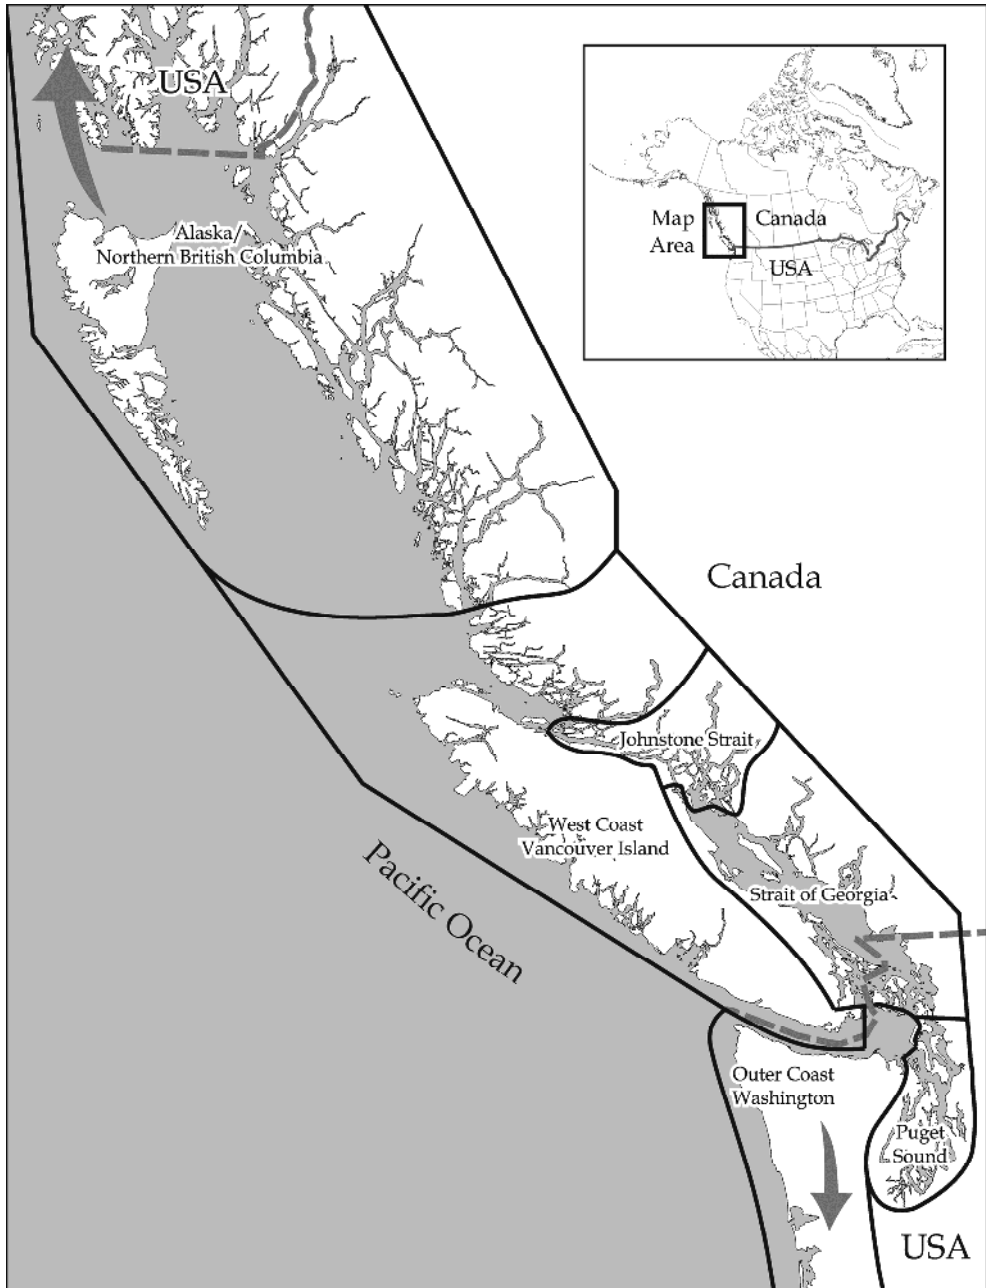 USA
Map
Area
Canada
USA
Alaska/
Northern British Columbia
Canada
Johnstone Strait
West Coast
Vancouver Island
Pacific Ocean
Strait of Georgia
Outer Coast
Washington
Puget
Sound
USA